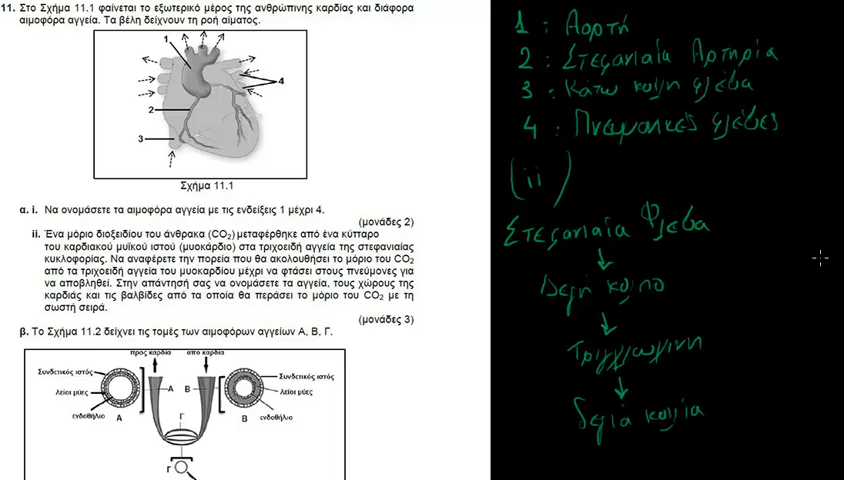 11. Στο Σχήμα 11.1 φαίνεται το εξωτερικό μέρος της ανθρώπινης καρδίας και διάφορα
αιμοφόρα αγγεία. Τα βέλη δείχνουν τη ροή αίματος.
1
2
3
4
Σχήμα 11.1
α. i. Να ονομάσετε τα αιμοφόρα αγγεία με τις ενδείξεις 1 μέχρι 4.
(μονάδες 2)
ii. Ένα μόριο διοξειδίου του άνθρακα (CO2) μεταφέρθηκε από ένα κύτταρο
του καρδιακού μυϊκού ιστού (μυοκάρδιο) στα τριχοειδή αγγεία της στεφανιαίας
κυκλοφορίας. Να αναφέρετε την πορεία που θα ακολουθήσει το μόριο του CO2
από τα τριχοειδή αγγεία του μυοκαρδίου μέχρι να φτάσει στους πνεύμονες για
να αποβληθεί. Στην απάντησή σας να ονομάσετε τα αγγεία, τους χώρους της
καρδιάς και τις βαλβίδες από τα οποία θα περάσει το μόριο του CO2 με τη
σωστή σειρά.
(μονάδες 3)
β. Το Σχήμα 11.2 δείχνει τις τομές των αιμοφόρων αγγείων Α, Β, Γ.
προς καρδία
από καρδία
Συνδετικός ιστός
λείοι μύες
ενδοθήλιο
Α
Α
Β
Γ
Συνδετικός ιστός
λείοι μύες
ενδοθήλιο
Β
Γ
1 : Αορτή
2 : Στεφανιαία Αρτηρία
3 : Κάτω κοίλη φλέβα
4 : Πνευμονικές φλέβες
(ii)
Στεφανιαία Φλεβα
Δεξή κολπο
Τριγλωχινη
δεξιά κοιλία